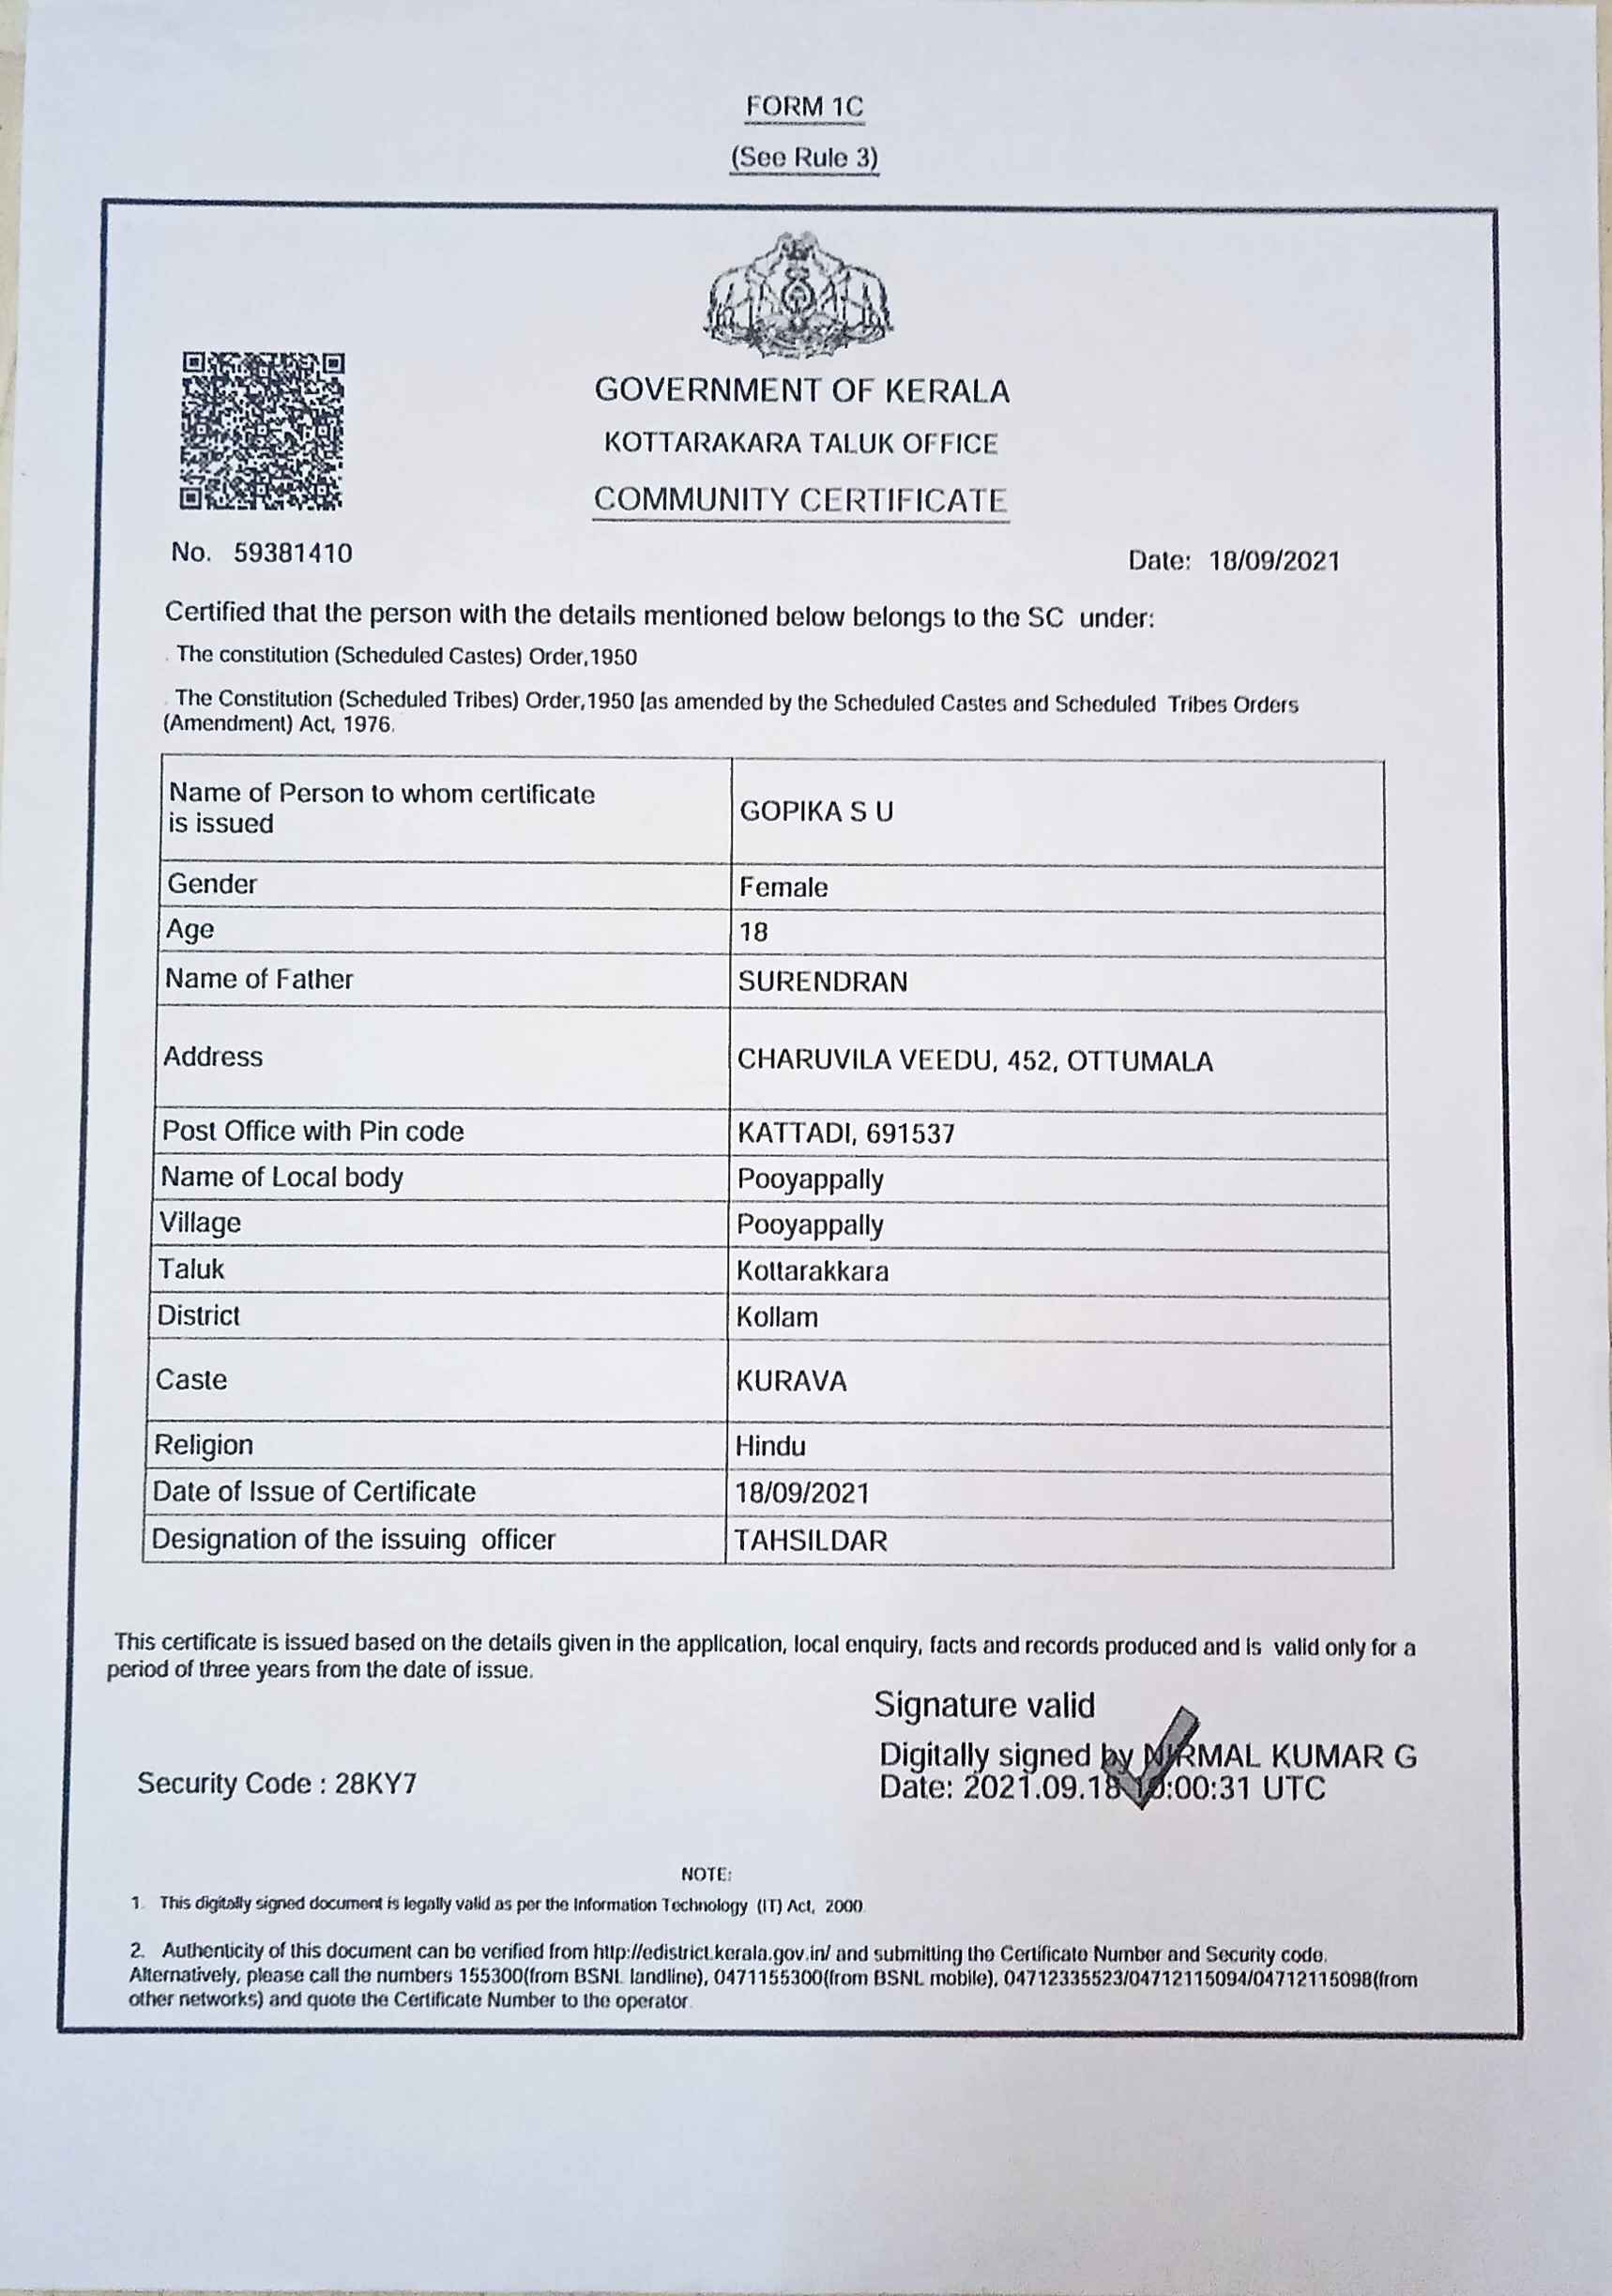 FORM 1C
(See Rule 3)
GOVERNMENT OF KERALA
KOTTARAKARA TALUK OFFICE
COMMUNITY CERTIFICATE
No. 59381410
Date: 18/09/2021
Certified that the person with the details mentioned below belongs to the SC under:
The constitution (Scheduled Castes) Order,1950
The Constitution (Scheduled Tribes) Order,1950 [as amended by the Scheduled Castes and Scheduled Tribes Orders
(Amendment) Act, 1976.
Name of Person to whom certificate
is issued
GOPIKA S U
Gender Female
Age 18
Name of Father SURENDRAN
Address CHARUVILA VEEDU, 452, OTTUMALA
Post Office with Pin code KATTADI, 691537
Name of Local body Pooyappally
Village Pooyappally
Taluk Kottarakkara
District Kollam
Caste KURAVA
Religion Hindu
Date of Issue of Certificate 18/09/2021
Designation of the issuing officer TAHSILDAR
This certificate is issued based on the details given in the application, local enquiry, facts and records produced and is valid only for a
period of three years from the date of issue.
Signature valid
Digitally signed by NIRMAL KUMAR G
Date: 2021.09.18 :00:31 UTC
Security Code : 28KY7
NOTE:
1. This digitally signed document is legally valid as per the Information Technology (IT) Act, 2000.
2. Authenticity of this document can be verified from http://edistrict.kerala.gov.in/ and submitting the Certificate Number and Security code.
Alternatively, please call the numbers 155300(from BSNL landline), 0471155300(from BSNL mobile), 04712335523/04712115094/04712115098(from
other networks) and quote the Certificate Number to the operator.